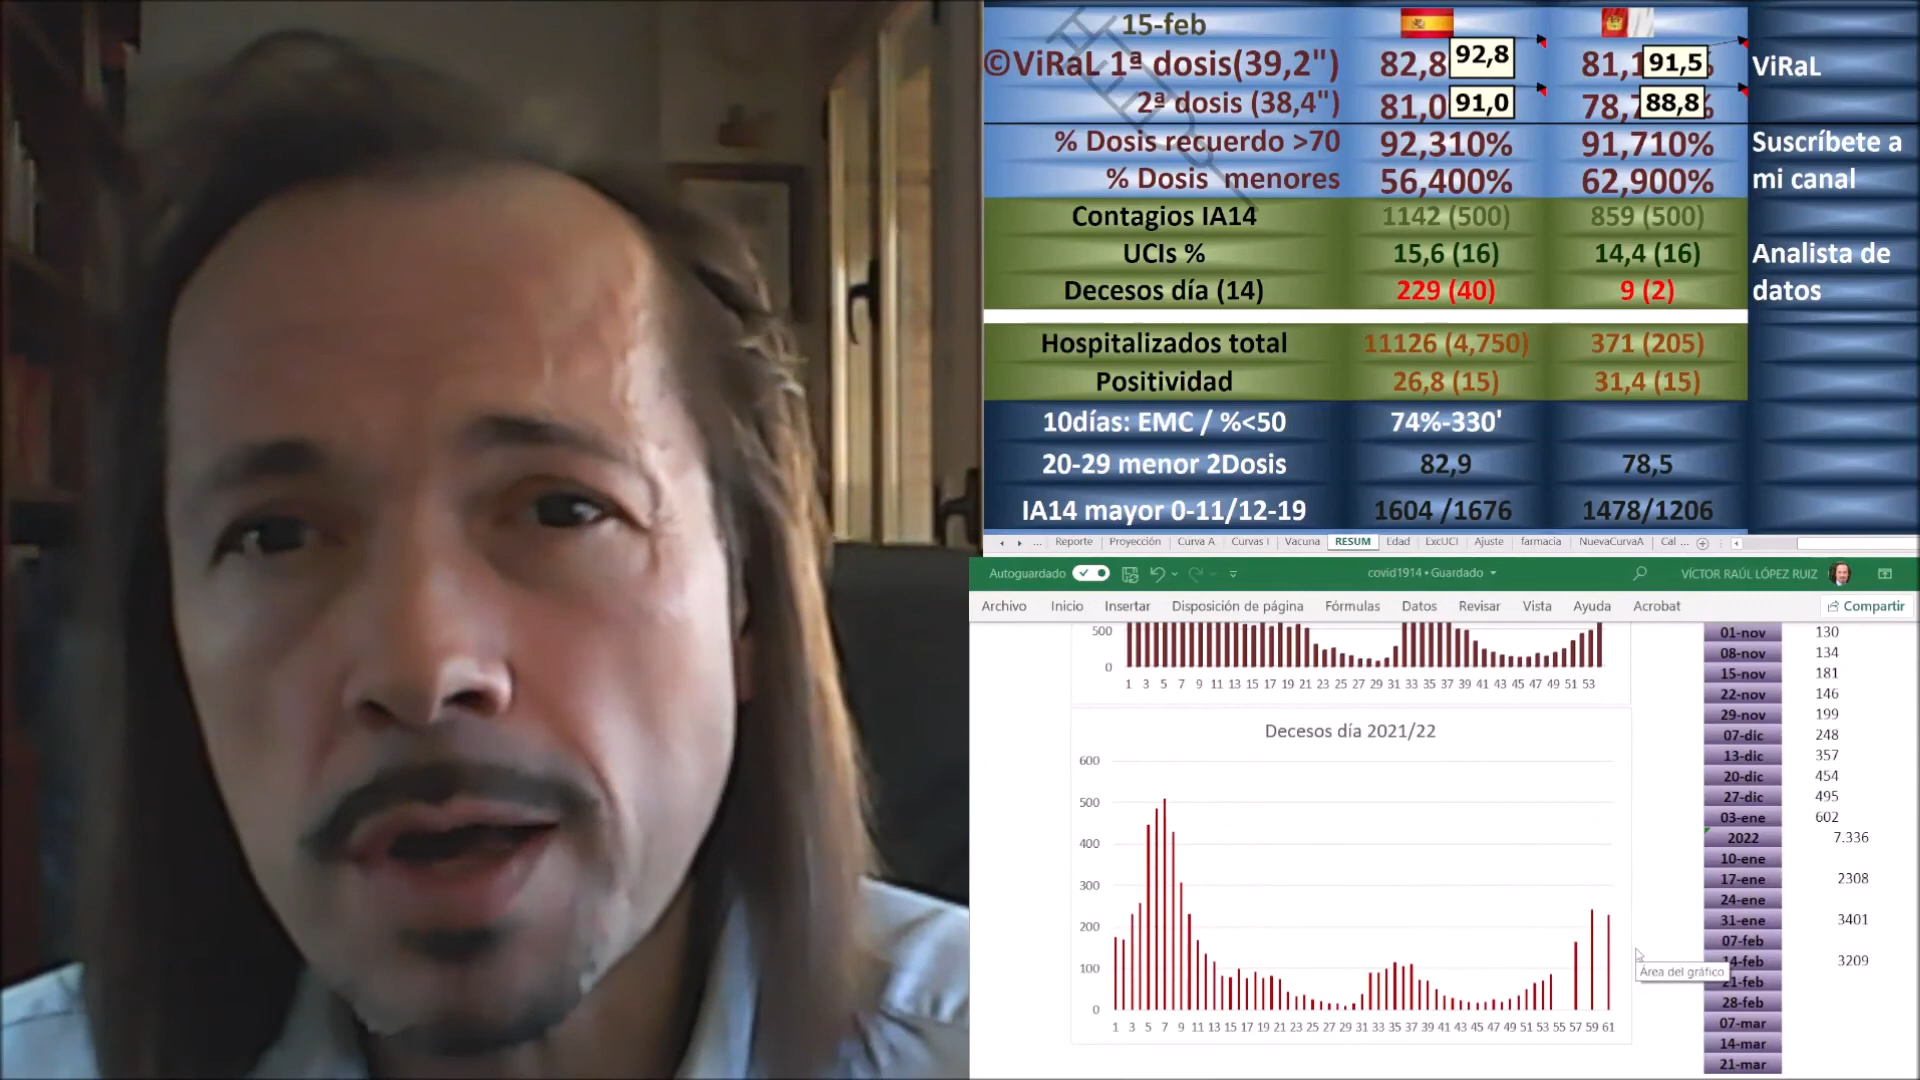 15-feb
©ViRaL 1ª dosis(39,2") 82,8 92,8 81,1 91,5 ViRaL
2ª dosis (38,4") 81,0 91,0 78,7 88,8
% Dosis recuerdo >70 92,310% 91,710% Suscríbete a
% Dosis menores 56,400% 62,900% mi canal
Contagios IA14 1142 (500) 859 (500)
UCIs % 15,6 (16) 14,4 (16) Analista de
Decesos día (14) 229 (40) 9 (2) datos
Hospitalizados total 11126 (4,750) 371 (205)
Positividad 26,8 (15) 31,4 (15)
10días: EMC / %<50 74%-330'
20-29 menor 2Dosis 82,9 78,5
IA14 mayor 0-11/12-19 1604 /1676 1478/1206
... Reporte Proyección Curva A Curvas I Vacuna RESUM Edad ExcUCI Ajuste farmacia NuevaCurvaA Cal ...
Autoguardado covid1914 • Guardado VÍCTOR RAÚL LÓPEZ RUIZ
Archivo Inicio Insertar Disposición de página Fórmulas Datos Revisar Vista Ayuda Acrobat Compartir
500
0
1 3 5 7 9 11 13 15 17 19 21 23 25 27 29 31 33 35 37 39 41 43 45 47 49 51 53
Decesos día 2021/22
600
500
400
300
200
100
0
1 3 5 7 9 11 13 15 17 19 21 23 25 27 29 31 33 35 37 39 41 43 45 47 49 51 53 55 57 59 61
Área del gráfico
01-nov 130
08-nov 134
15-nov 181
22-nov 146
29-nov 199
07-dic 248
13-dic 357
20-dic 454
27-dic 495
03-ene 602
2022 7.336
10-ene
17-ene 2308
24-ene
31-ene 3401
07-feb
14-feb 3209
21-feb
28-feb
07-mar
14-mar
21-mar